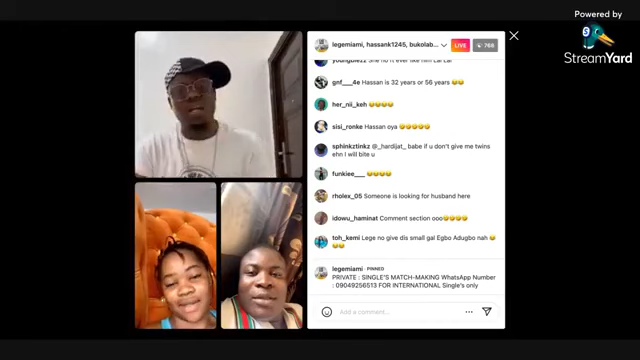 Powered by
StreamYard
legemiami, hassank1245, bukolab...
LIVE
766
youngblezz She no n't ever like him Lai Lai
gnf___4e Hassan is 32 years or 56 years 😂😂
her_nii_keh 😂😂😂😂
sisi_ronke Hassan oya 😂😂😂😂😂
sphinkztinkz @_hardijat_ babe if u don't give me twins
ehn I will bite u
funkiee___ 😂😂😂😂
rholex_05 Someone is looking for husband here
idowu_haminat Comment section ooo😂😂😂😂
toh_kemi Lege no give dis small gal Egbo Adugbo nah 😂
😂😂
legemiami PINNED
PRIVATE : SINGLE'S MATCH-MAKING WhatsApp Number
: 09049256513 FOR INTERNATIONAL Single's only
Add a comment...